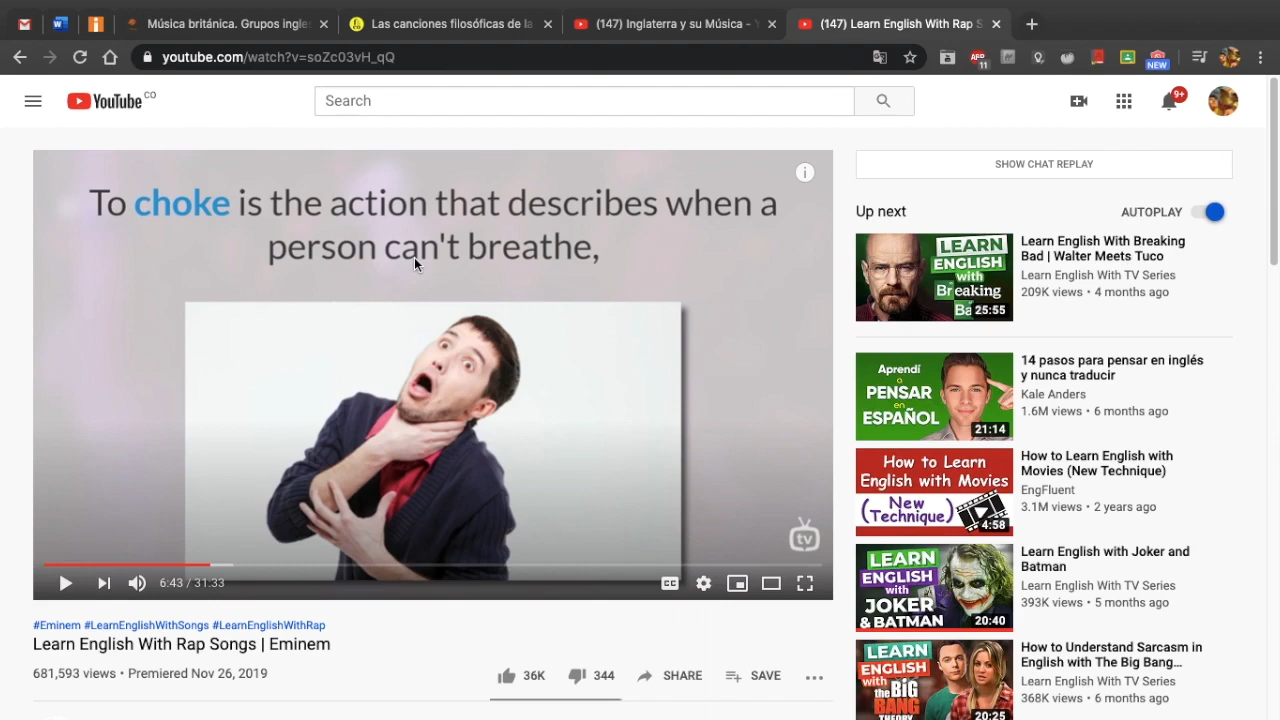 Música británica. Grupos ingle
Las canciones filosóficas de la
(147) Inglaterra y su Música -
(147) Learn English With Rap S
youtube.com/watch?v=soZc03vH_qQ
11
NEW
YouTube CO
Search
9+
To choke is the action that describes when a
person can't breathe,
tv
6:43 / 31:33
CC
#Eminem #LearnEnglishWithSongs #LearnEnglishWithRap
Learn English With Rap Songs | Eminem
681,593 views • Premiered Nov 26, 2019
36K
344
SHARE
SAVE
SHOW CHAT REPLAY
Up next
AUTOPLAY
LEARN
ENGLISH
with
Breaking
Ba
25:55
Learn English With Breaking
Bad | Walter Meets Tuco
Learn English With TV Series
209K views • 4 months ago
Aprendí
a
PENSAR
en
ESPAÑOL
21:14
14 pasos para pensar en inglés
y nunca traducir
Kale Anders
1.6M views • 6 months ago
How to Learn
English with Movies
(New
Technique)
4:58
How to Learn English with
Movies (New Technique)
EngFluent
3.1M views • 2 years ago
LEARN
ENGLISH
with
JOKER
& BATMAN
20:40
Learn English with Joker and
Batman
Learn English With TV Series
393K views • 5 months ago
LEARN
ENGLISH
with
the BIG
BANG
THEORY
20:25
How to Understand Sarcasm in
English with The Big Bang...
Learn English With TV Series
368K views • 6 months ago